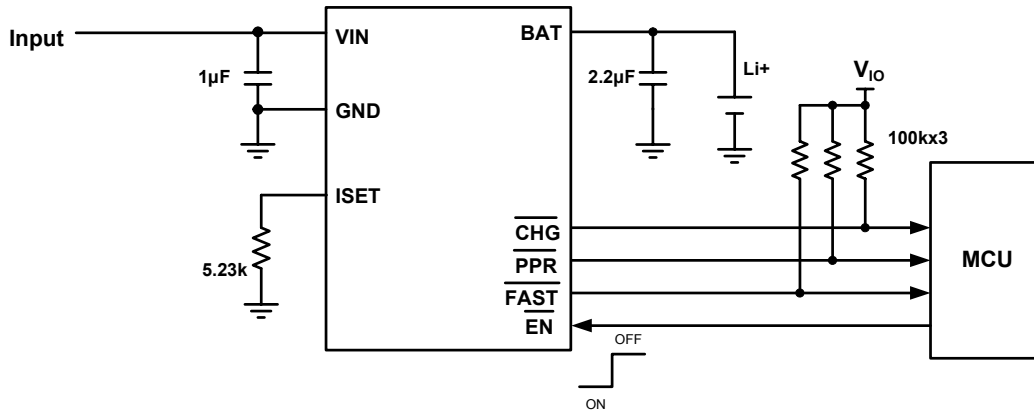 Input
VIN
BAT
1µF
2.2µF
Li+
V_IO
GND
100kx3
ISET
CHG
PPR
MCU
5.23k
FAST
EN
OFF
ON